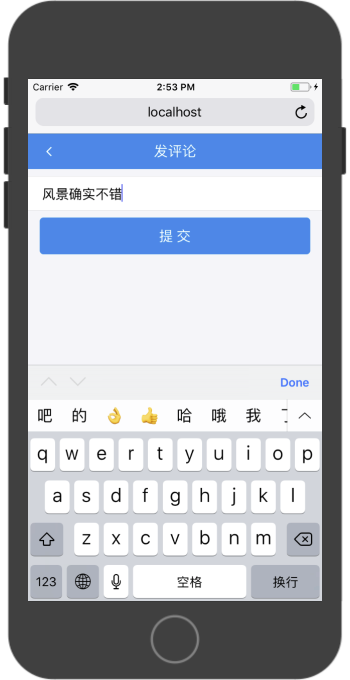 Carrier 2:53 PM
localhost
发评论
风景确实不错
提 交
Done
吧 的 👌 👍 哈 哦 我
q w e r t y u i o p
a s d f g h j k l
z x c v b n m
123 空格 换行